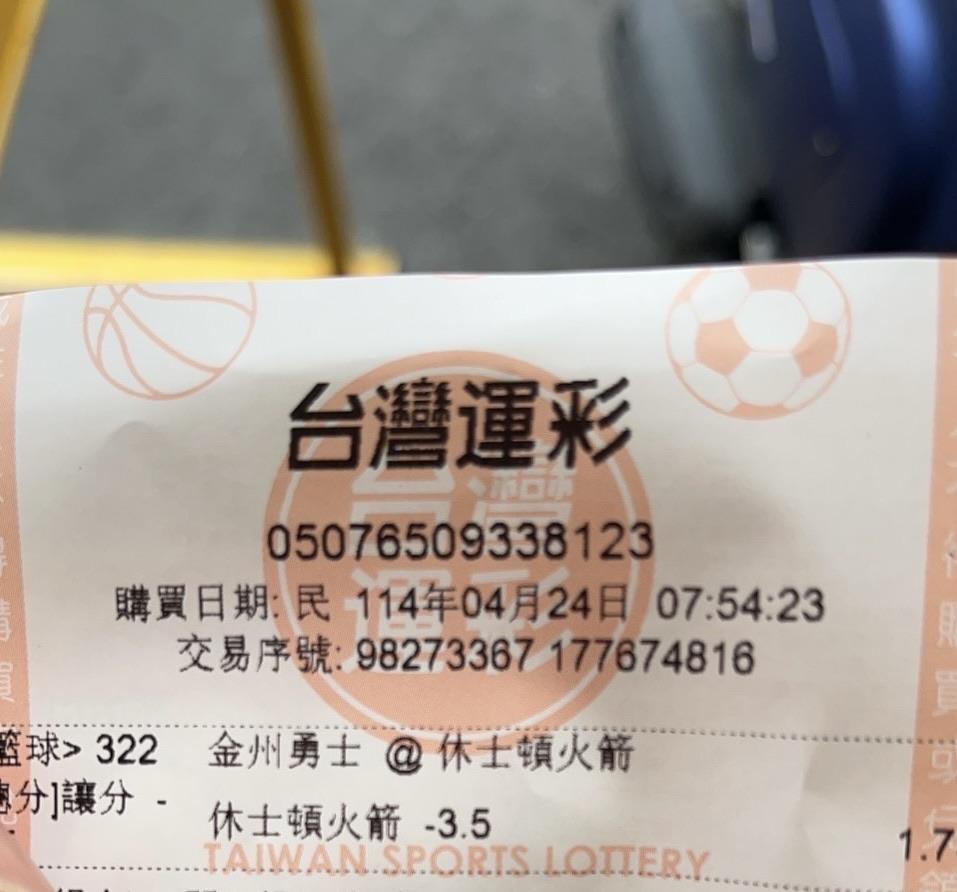 台灣運彩
05076509338123
購買日期: 民 114年04月24日 07:54:23
交易序號: 98273367 177674816
籃球> 322 金州勇士 @ 休士頓火箭
總分]讓分 -
休士頓火箭 -3.5
1.7
TAIWAN SPORTS LOTTERY